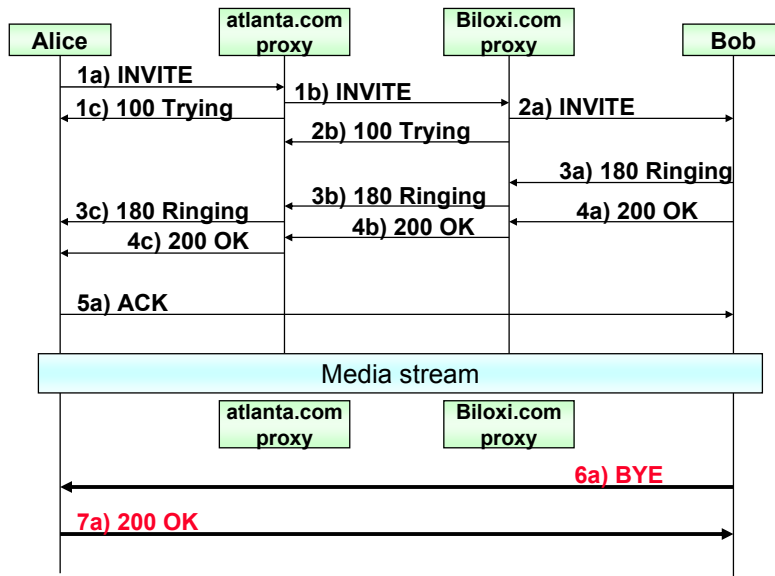 Alice
atlanta.com
proxy
Biloxi.com
proxy
Bob
1a) INVITE
1b) INVITE
1c) 100 Trying
2a) INVITE
2b) 100 Trying
3a) 180 Ringing
3b) 180 Ringing
3c) 180 Ringing
4a) 200 OK
4b) 200 OK
4c) 200 OK
5a) ACK
Media stream
atlanta.com
proxy
Biloxi.com
proxy
6a) BYE
7a) 200 OK